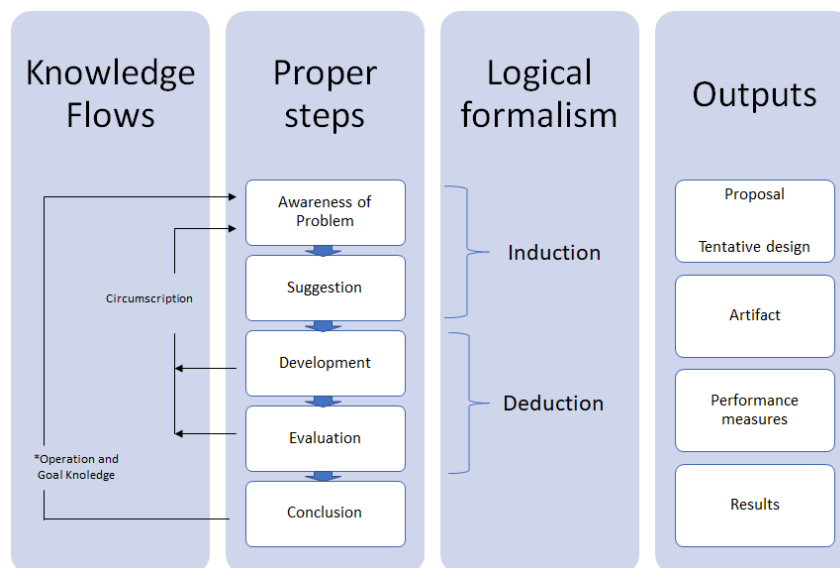 Knowledge
Flows
Circumscription
*Operation and
Goal Knoledge
Proper
steps
Awareness of
Problem
Suggestion
Development
Evaluation
Conclusion
Logical
formalism
Induction
Deduction
Outputs
Proposal
Tentative design
Artifact
Performance
measures
Results